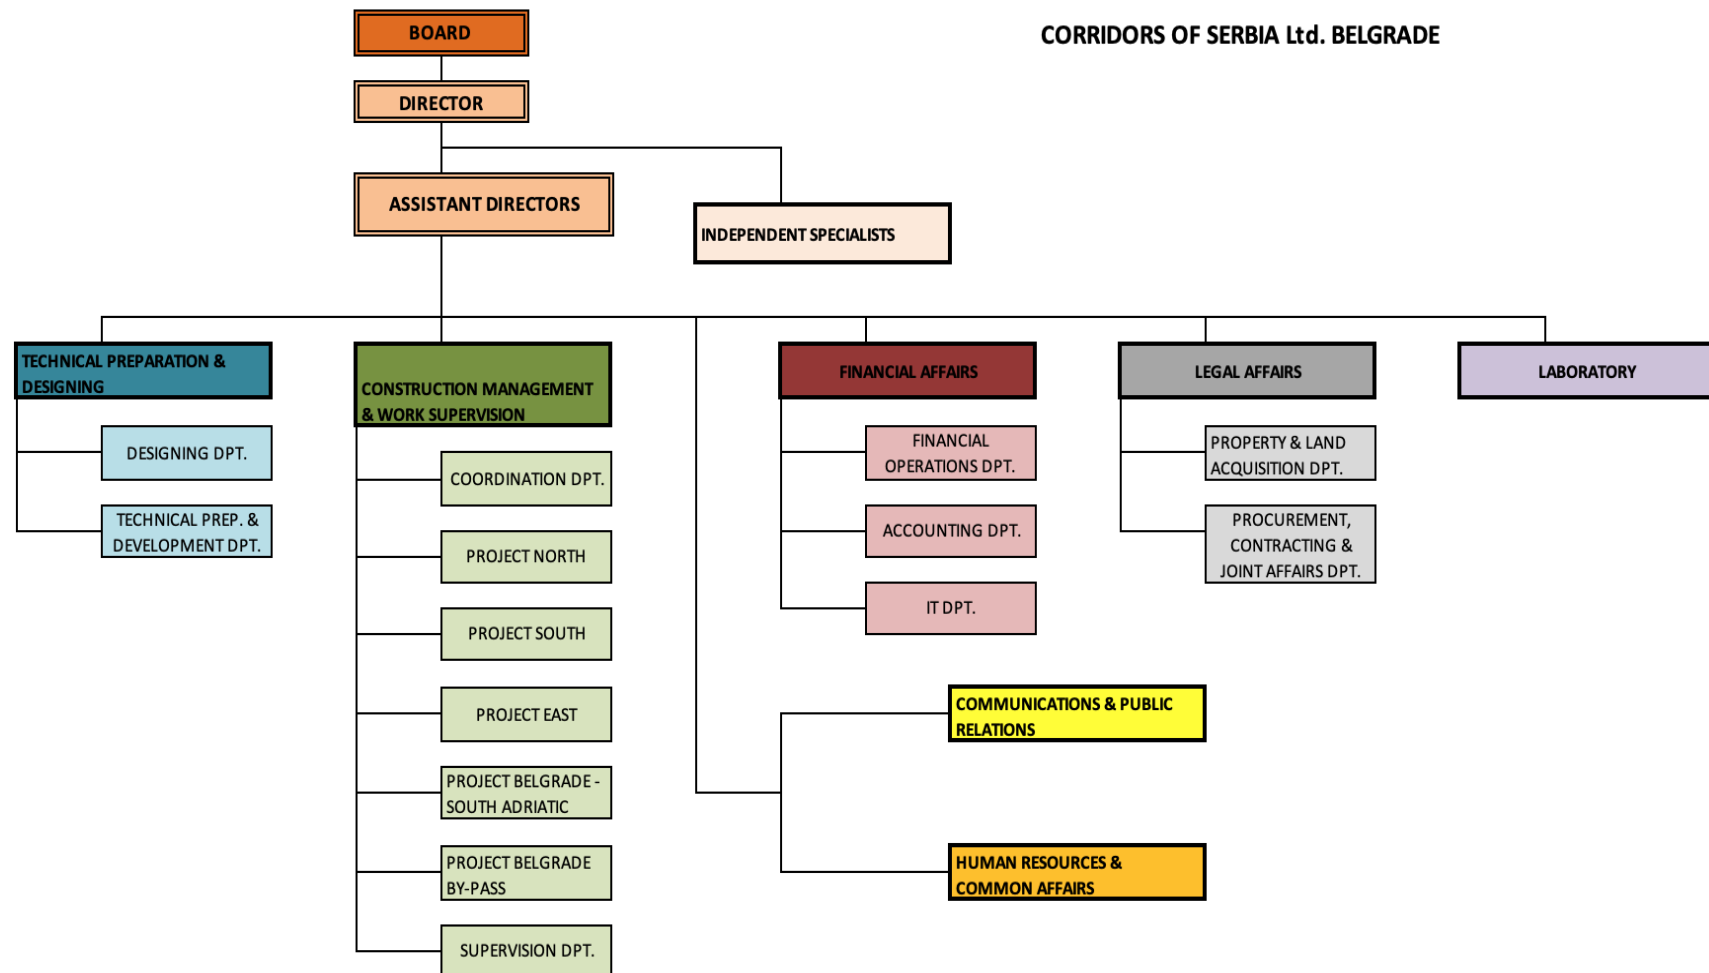 BOARD
CORRIDORS OF SERBIA Ltd. BELGRADE
DIRECTOR
ASSISTANT DIRECTORS
INDEPENDENT SPECIALISTS
TECHNICAL PREPARATION &
DESIGNING
DESIGNING DPT.
TECHNICAL PREP. &
DEVELOPMENT DPT.
CONSTRUCTION MANAGEMENT
& WORK SUPERVISION
COORDINATION DPT.
PROJECT NORTH
PROJECT SOUTH
PROJECT EAST
PROJECT BELGRADE -
SOUTH ADRIATIC
PROJECT BELGRADE
BY-PASS
SUPERVISION DPT.
FINANCIAL AFFAIRS
FINANCIAL
OPERATIONS DPT.
ACCOUNTING DPT.
IT DPT.
LEGAL AFFAIRS
PROPERTY & LAND
ACQUISITION DPT.
PROCUREMENT,
CONTRACTING &
JOINT AFFAIRS DPT.
LABORATORY
COMMUNICATIONS & PUBLIC
RELATIONS
HUMAN RESOURCES &
COMMON AFFAIRS